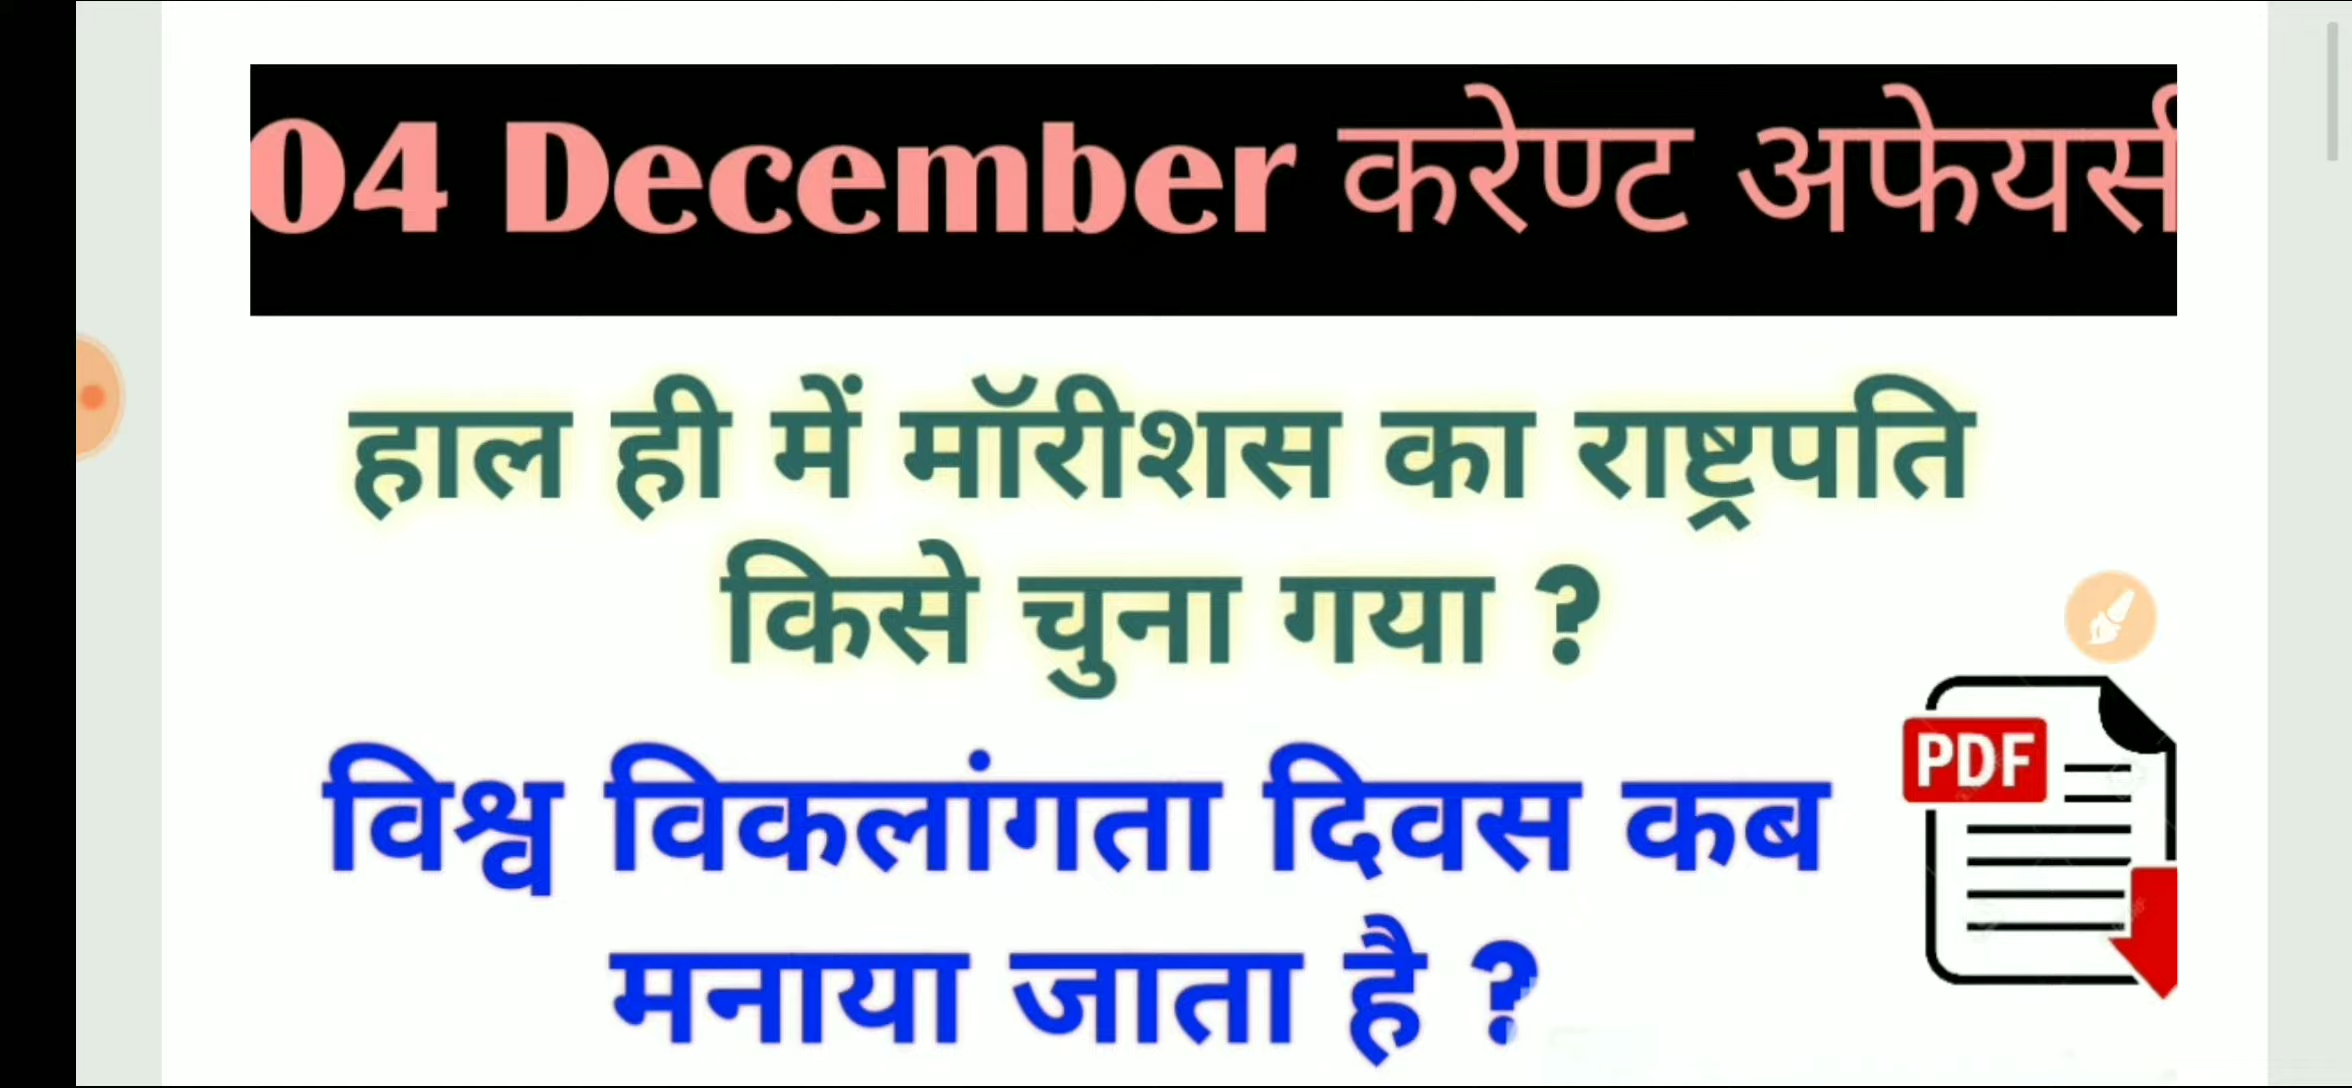 04 December करेण्ट अफेयर्स
हाल ही में मॉरीशस का राष्ट्रपति
किसे चुना गया ?
विश्व विकलांगता दिवस कब
मनाया जाता है ?
PDF